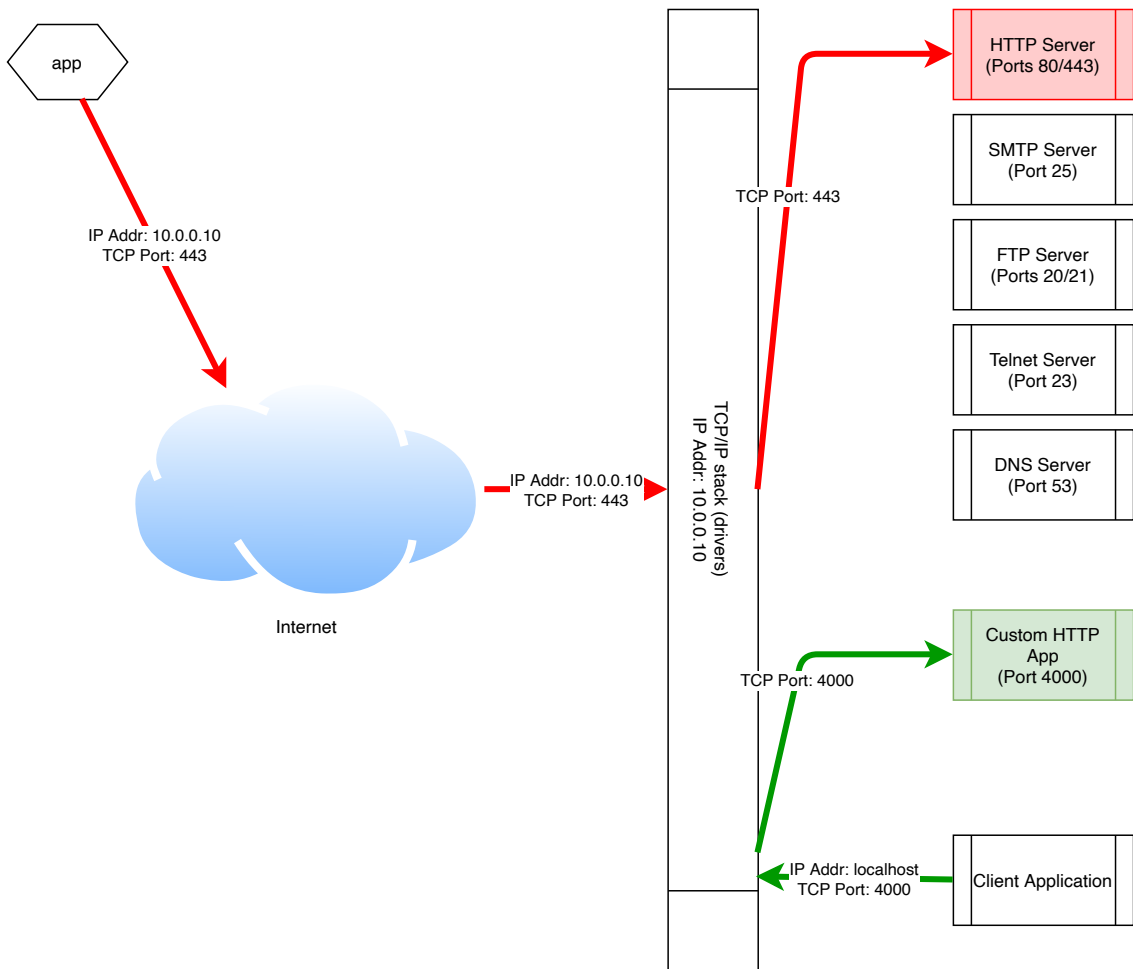 app
IP Addr: 10.0.0.10
TCP Port: 443
Internet
IP Addr: 10.0.0.10
TCP Port: 443
TCP/IP stack (drivers)
IP Addr: 10.0.0.10
TCP Port: 443
HTTP Server
(Ports 80/443)
SMTP Server
(Port 25)
FTP Server
(Ports 20/21)
Telnet Server
(Port 23)
DNS Server
(Port 53)
TCP Port: 4000
Custom HTTP
App
(Port 4000)
IP Addr: localhost
TCP Port: 4000
Client Application